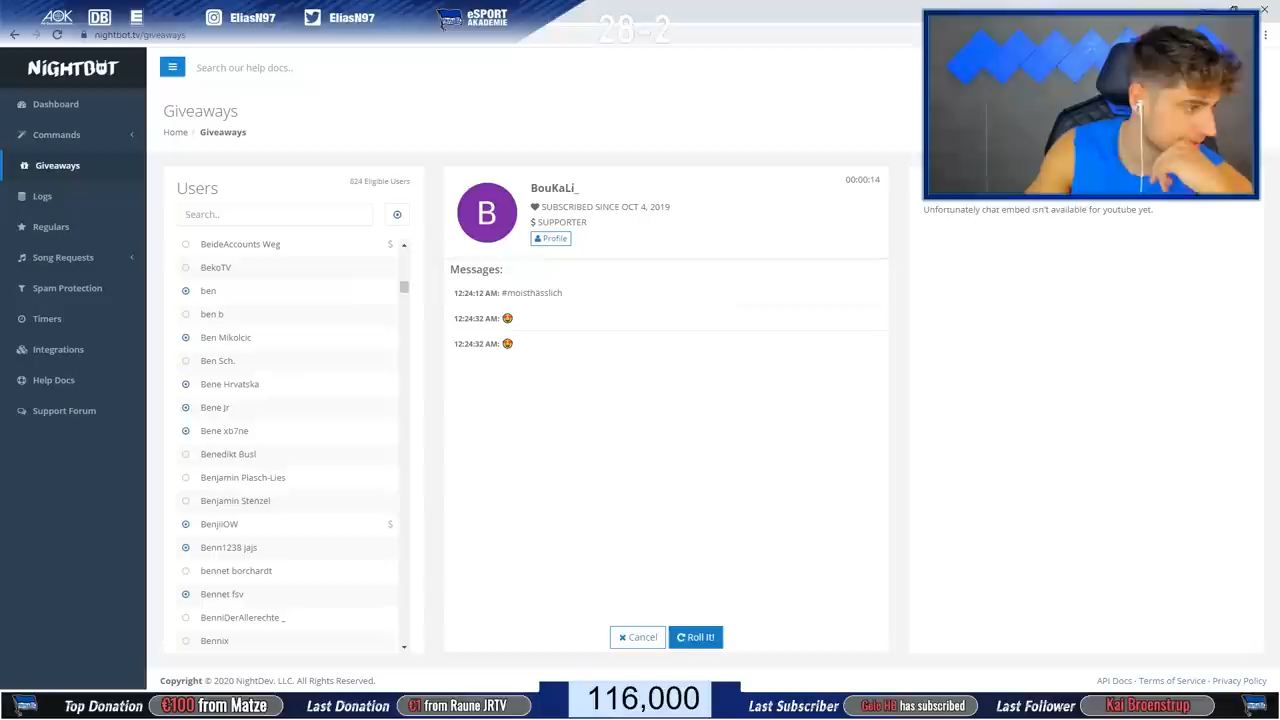 AOK
DB
EliasN97
EliasN97
eSPORT
AKADEMIE
28-2
nightbot.tv/giveaways
NiGHTBOT
Search our help docs..
Dashboard
Commands
Giveaways
Logs
Regulars
Song Requests
Spam Protection
Timers
Integrations
Help Docs
Support Forum
Giveaways
Home
Giveaways
Users
824 Eligible Users
Search..
BeideAccounts Weg $
BekoTV
ben
ben b
Ben Mikolcic
Ben Sch.
Bene Hrvatska
Bene Jr
Bene xb7ne
Benedikt Busl
Benjamin Plasch-Lies
Benjamin Stenzel
BenjiiOW $
Benn1238 jajs
bennet borchardt
Bennet fsv
BenniDerAllerechte _
Bennix
B
BouKaLi_
00:00:14
SUBSCRIBED SINCE OCT 4, 2019
$ SUPPORTER
Profile
Messages:
12:24:12 AM: #moisthässlich
12:24:32 AM: 😍
12:24:32 AM: 😍
Cancel
Roll It!
Unfortunately chat embed isn't available for youtube yet.
Copyright © 2020 NightDev, LLC. All Rights Reserved.
API Docs - Terms of Service - Privacy Policy
Top Donation
€100 from Matze
Last Donation
€1 from Raune JRTV
116,000
Last Subscriber
Golo HB has subscribed
Last Follower
Kai Broenstrup